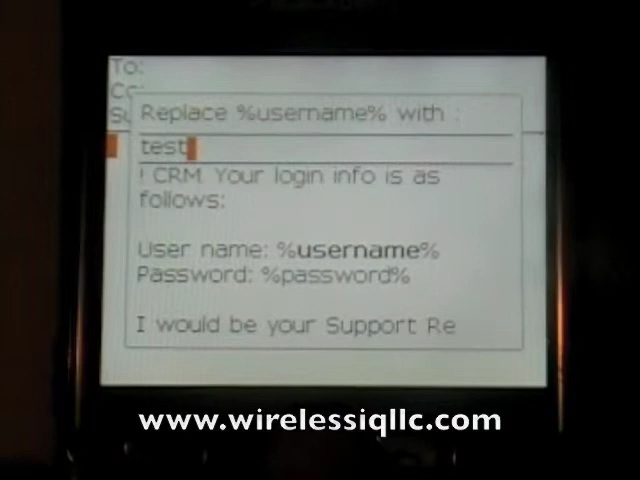 To:
Cc:
Su
Replace %username% with :
test
! CRM. Your login info is as
follows:
User name: %username%
Password: %password%
I would be your Support Re
www.wirelessiqllc.com